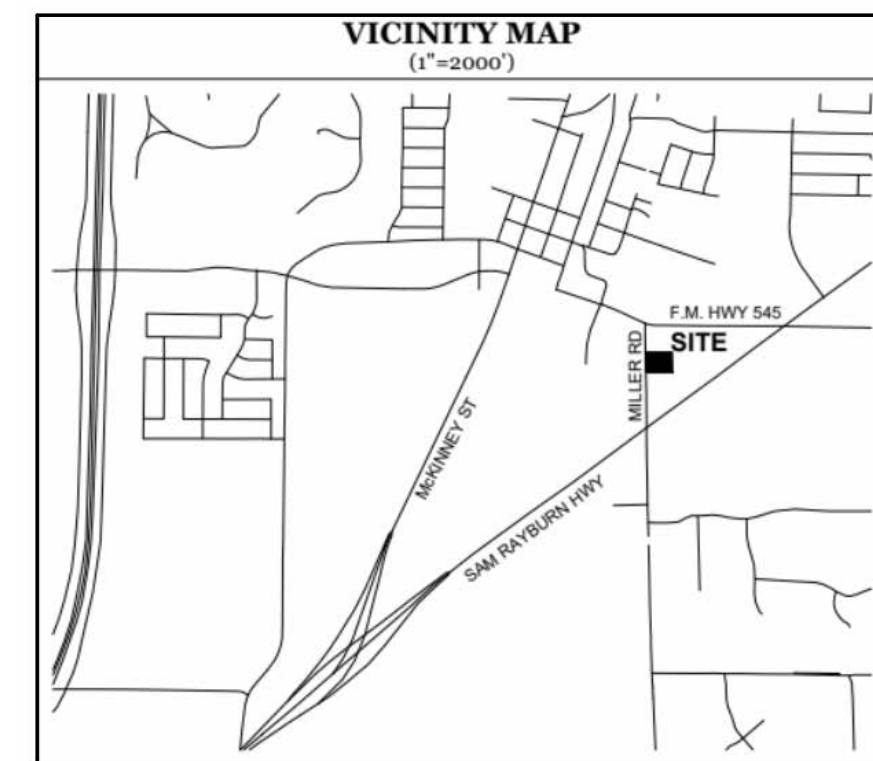 VICINITY MAP
(1"=2000')
F.M. HWY 545
SITE
MILLER RD
McKINNEY ST
SAM RAYBURN HWY